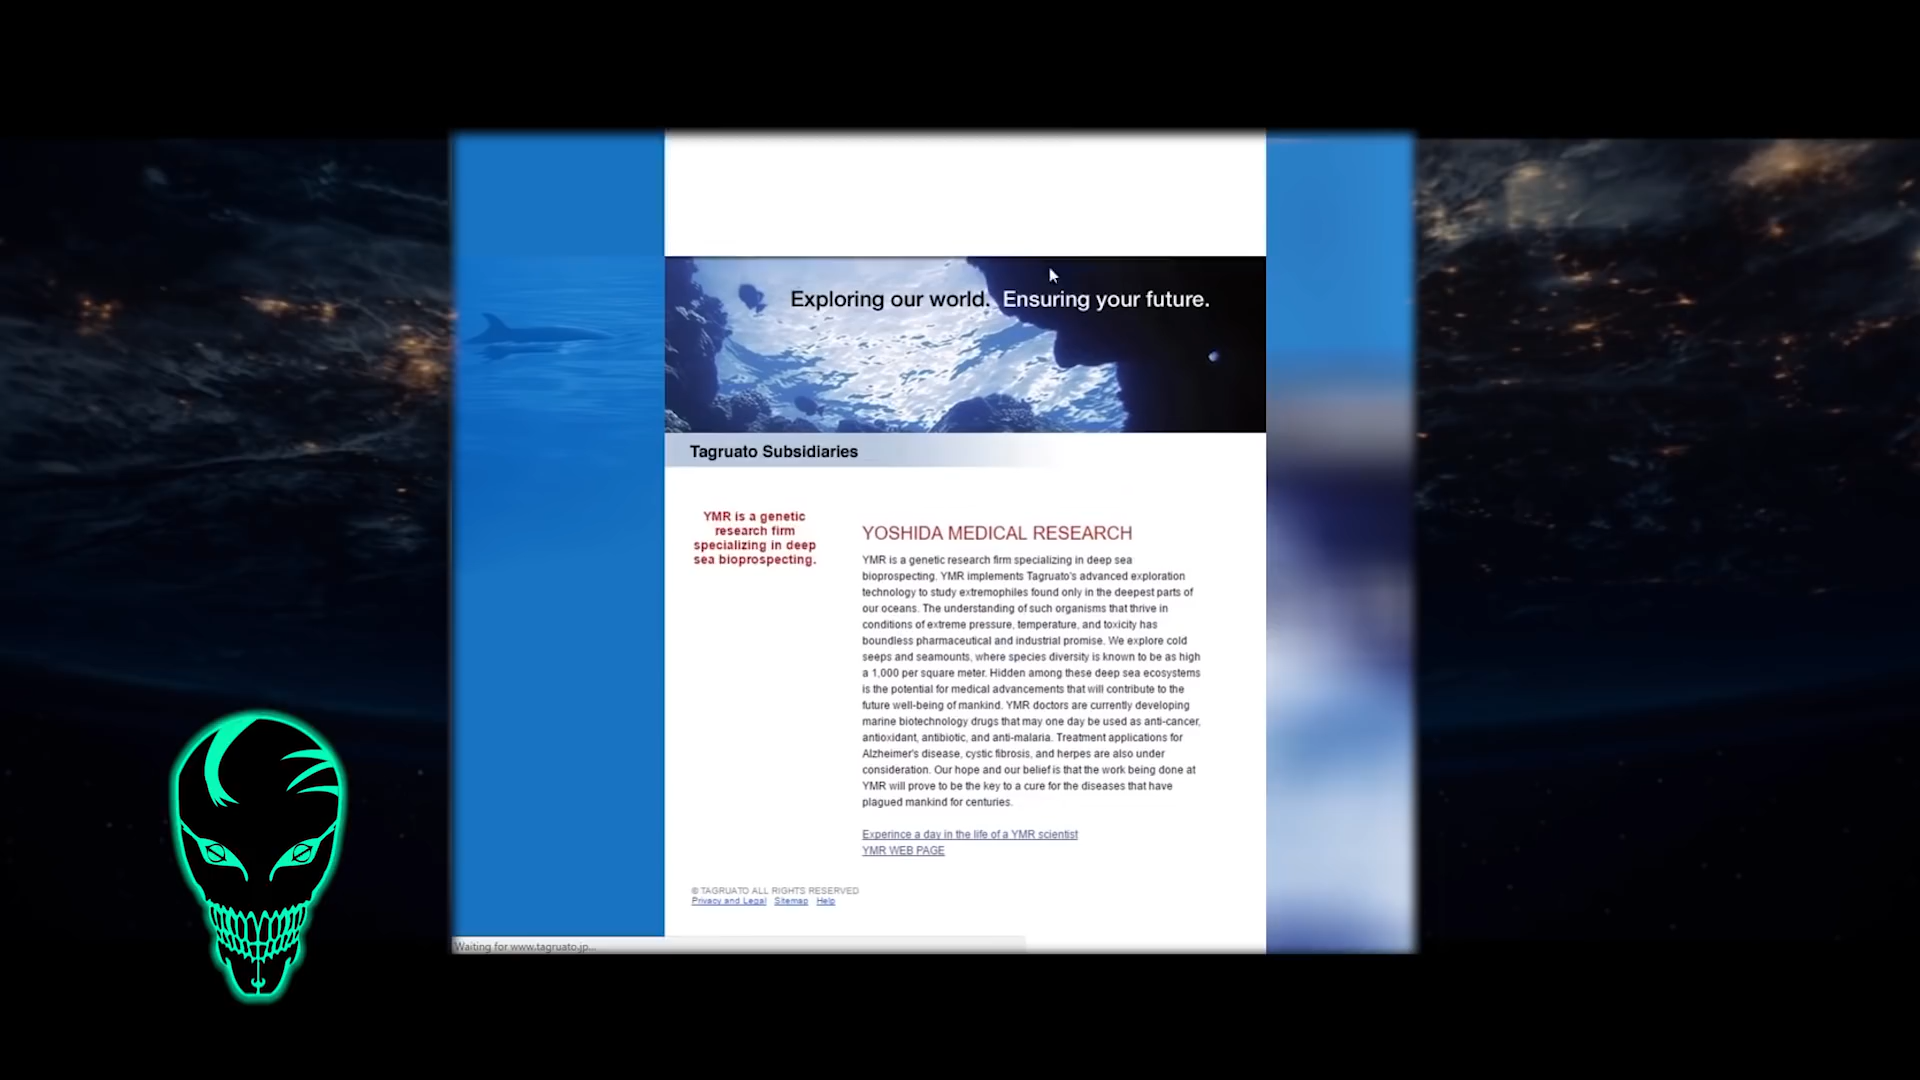 Exploring our world. Ensuring your future.
Tagruato Subsidiaries
YMR is a genetic
research firm
specializing in deep
sea bioprospecting.
YOSHIDA MEDICAL RESEARCH
YMR is a genetic research firm specializing in deep sea
bioprospecting. YMR implements Tagruato's advanced exploration
technology to study extremophiles found only in the deepest parts of
our oceans. The understanding of such organisms that thrive in
conditions of extreme pressure, temperature, and toxicity has
boundless pharmaceutical and industrial promise. We explore cold
seeps and seamounts, where species diversity is known to be as high
a 1,000 per square meter. Hidden among these deep sea ecosystems
is the potential for medical advancements that will contribute to the
future well-being of mankind. YMR doctors are currently developing
marine biotechnology drugs that may one day be used as anti-cancer,
antioxidant, antibiotic, and anti-malaria. Treatment applications for
Alzheimer's disease, cystic fibrosis, and herpes are also under
consideration. Our hope and our belief is that the work being done at
YMR will prove to be the key to a cure for the diseases that have
plagued mankind for centuries.
Experince a day in the life of a YMR scientist
YMR WEB PAGE
© TAGRUATO ALL RIGHTS RESERVED
Privacy and Legal Sitemap Help
Waiting for www.tagruato.jp...